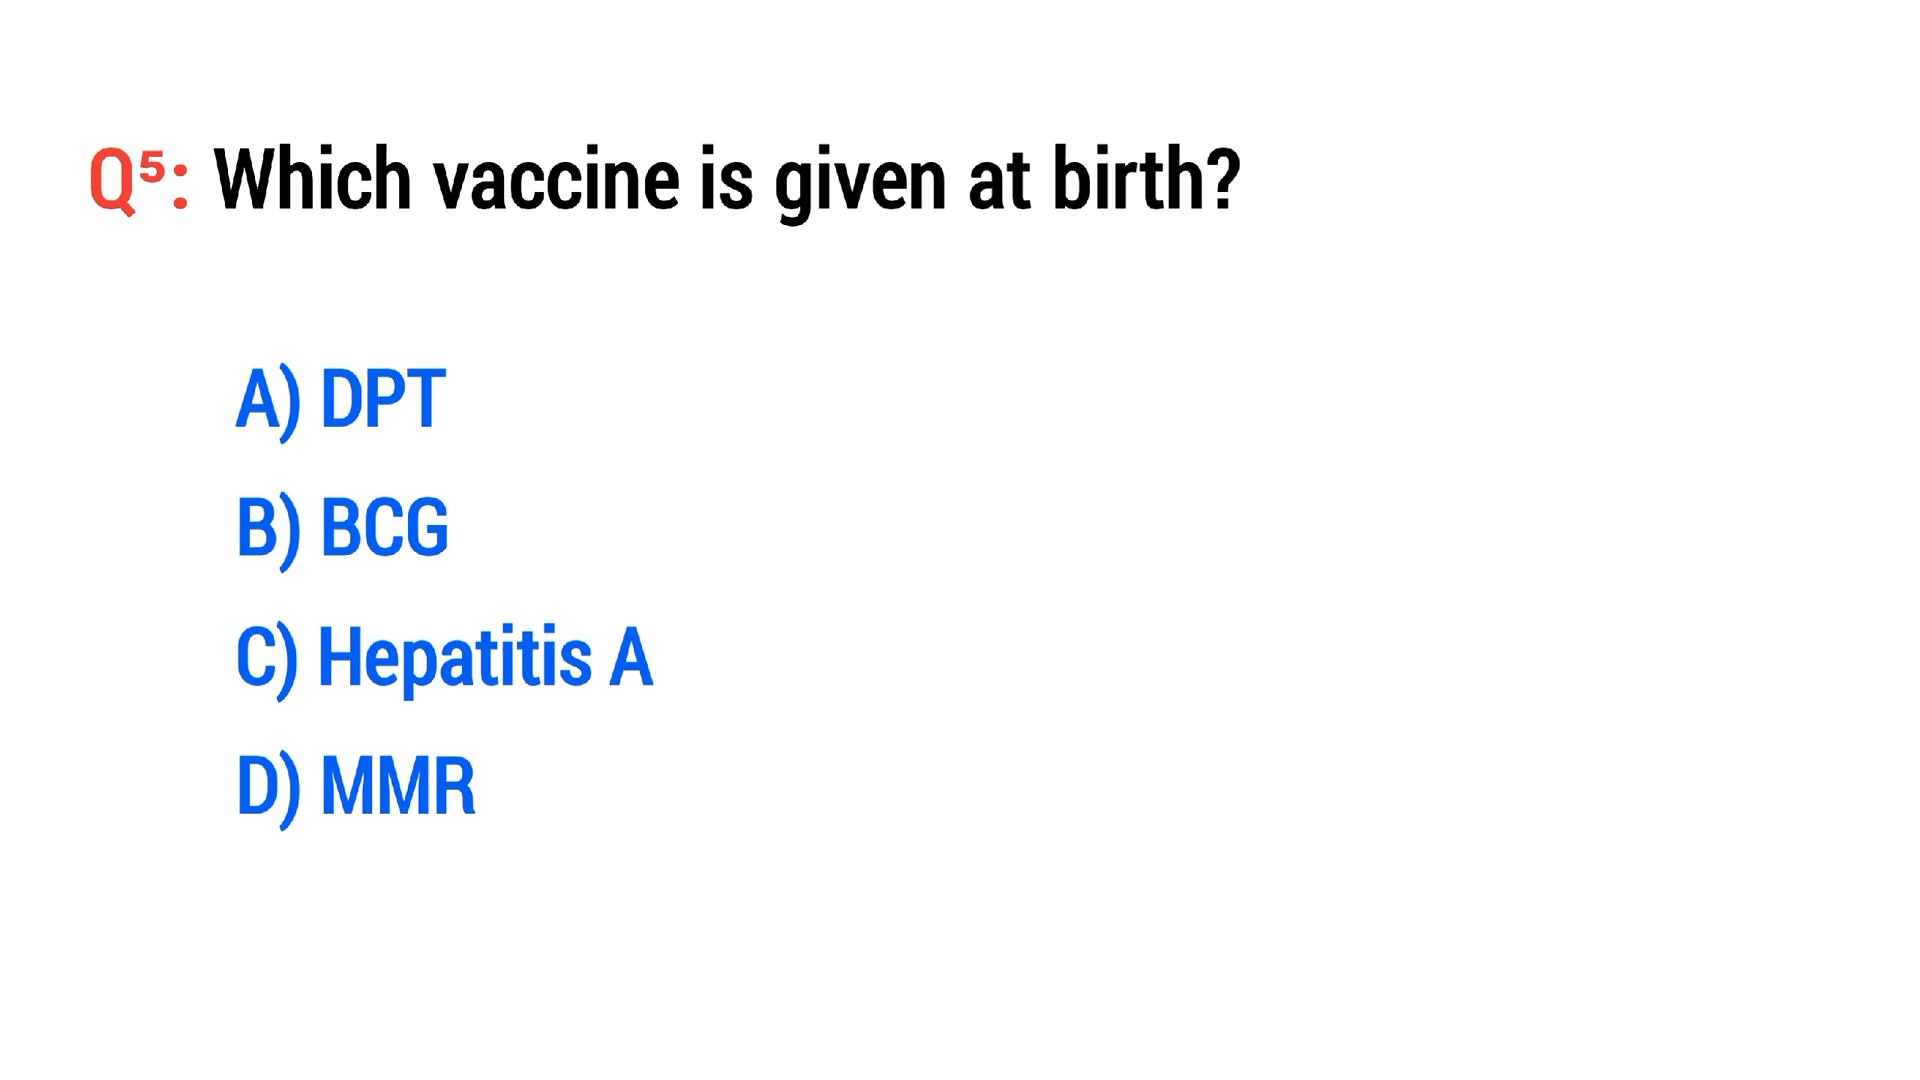 Q⁵: Which vaccine is given at birth?
A) DPT
B) BCG
C) Hepatitis A
D) MMR